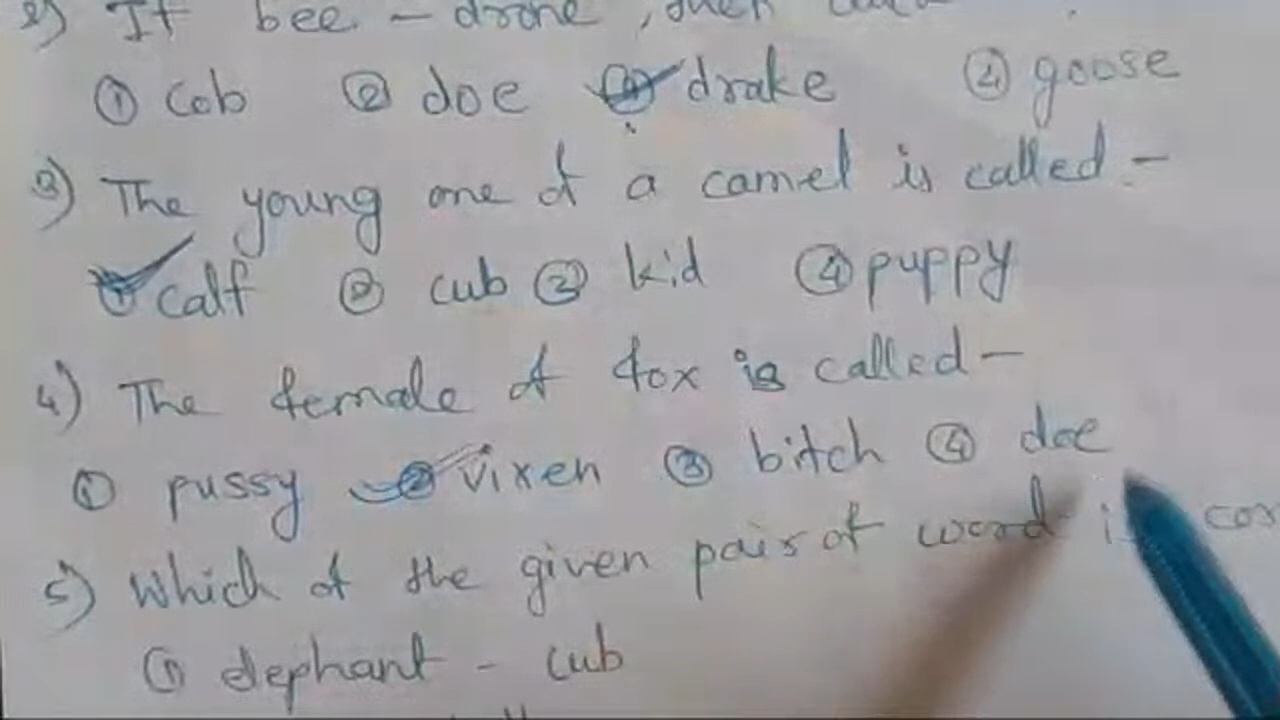 2) If bee - drone , then
① cob ② doe ③ drake ④ goose
3) The young one of a camel is called :-
① calf ② cub ③ kid ④ puppy
4) The female of fox is called -
① pussy ② vixen ③ bitch ④ doe
5) Which of the given pair of word is
① elephant - cub